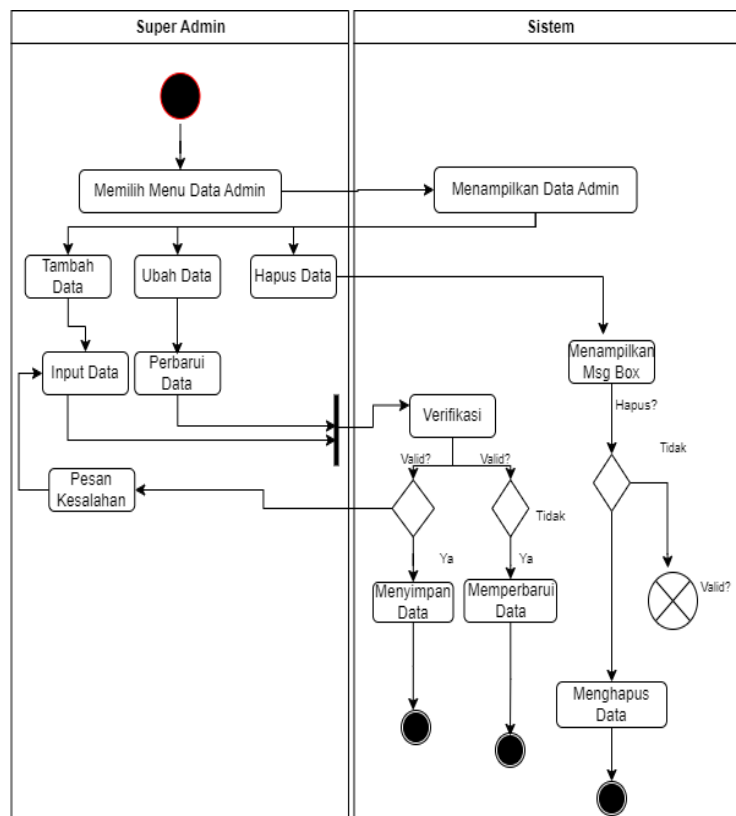 Super Admin
Sistem
Memilih Menu Data Admin
Menampilkan Data Admin
Tambah
Data
Ubah Data
Hapus Data
Input Data
Perbarui
Data
Menampilkan
Msg Box
Hapus?
Verifikasi
Valid?
Valid?
Tidak
Pesan
Kesalahan
Tidak
Ya
Ya
Menyimpan
Data
Memperbarui
Data
Valid?
Menghapus
Data